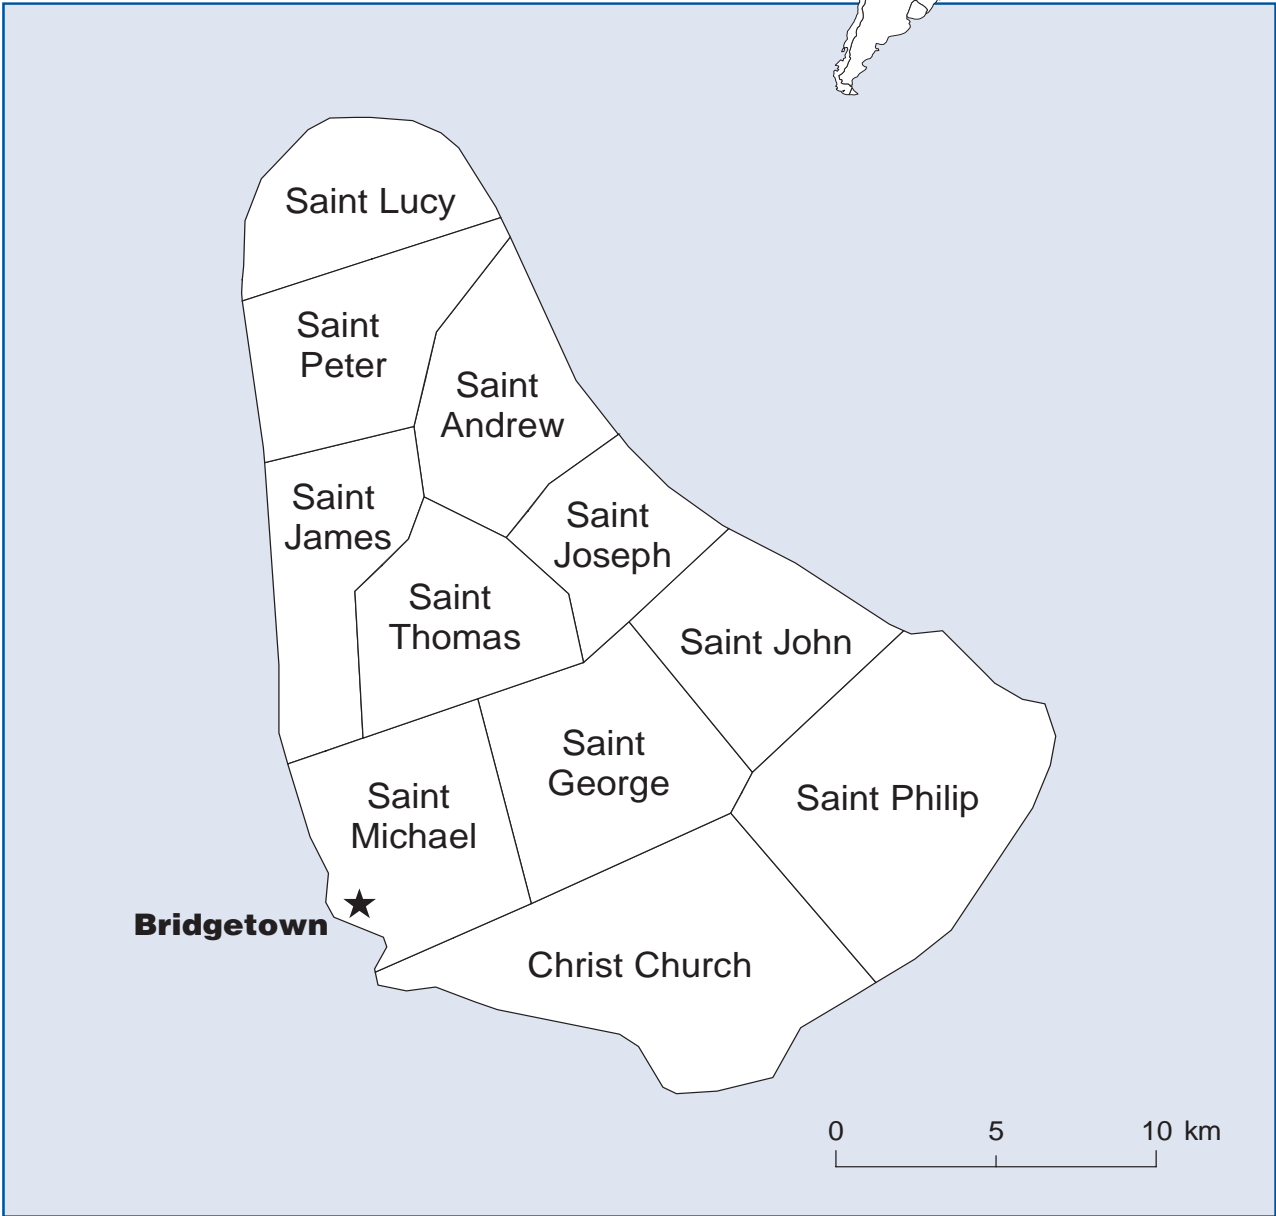 Saint Lucy
Saint
Peter
Saint
Andrew
Saint
James
Saint
Joseph
Saint
Thomas
Saint John
Saint
George
Saint
Michael
Saint Philip
Bridgetown
Christ Church
0 5 10 km